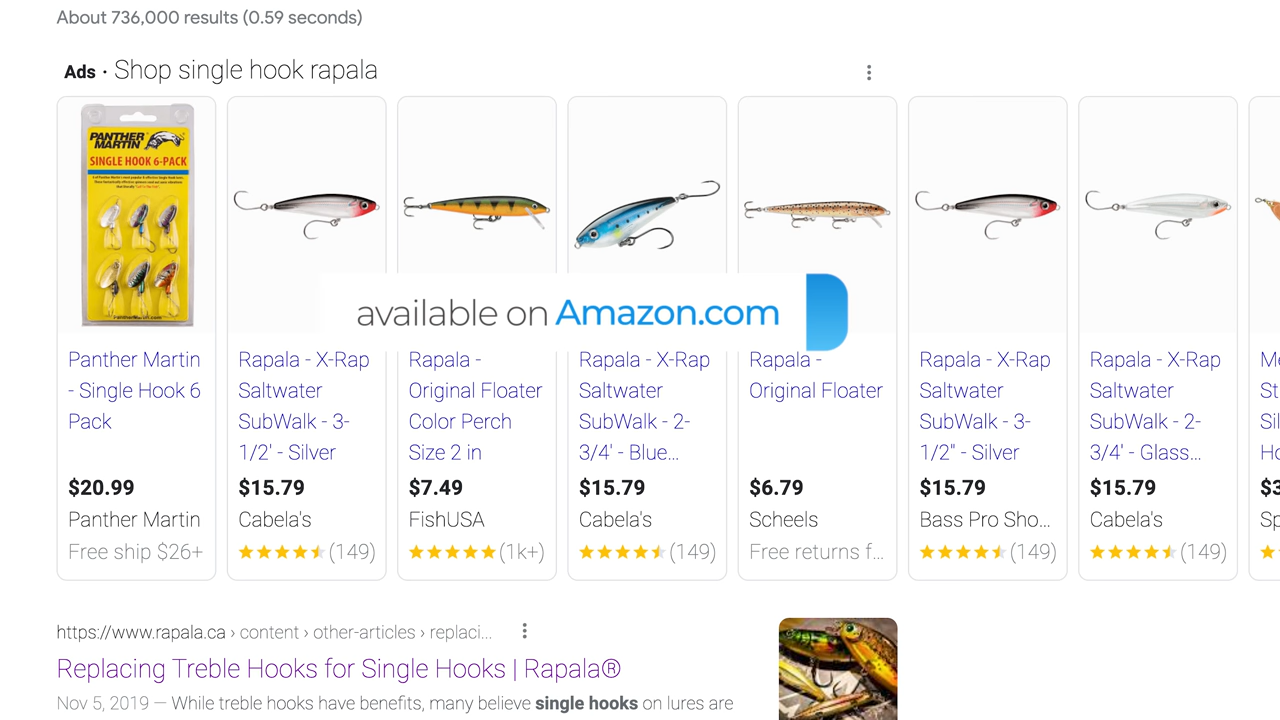 About 736,000 results (0.59 seconds)
Ads · Shop single hook rapala
PANTHER
MARTIN
SINGLE HOOK 6-PACK
available on Amazon.com
Panther Martin
- Single Hook 6
Pack
$20.99
Panther Martin
Free ship $26+
Rapala - X-Rap
Saltwater
SubWalk - 3-
1/2' - Silver
$15.79
Cabela's
(149)
Rapala -
Original Floater
Color Perch
Size 2 in
$7.49
FishUSA
(1k+)
Rapala - X-Rap
Saltwater
SubWalk - 2-
3/4' - Blue...
$15.79
Cabela's
(149)
Rapala -
Original Floater
$6.79
Scheels
Free returns f...
Rapala - X-Rap
Saltwater
SubWalk - 3-
1/2" - Silver
$15.79
Bass Pro Sho...
(149)
Rapala - X-Rap
Saltwater
SubWalk - 2-
3/4' - Glass...
$15.79
Cabela's
(149)
https://www.rapala.ca › content › other-articles › replaci...
Replacing Treble Hooks for Single Hooks | Rapala®
Nov 5, 2019 — While treble hooks have benefits, many believe single hooks on lures are